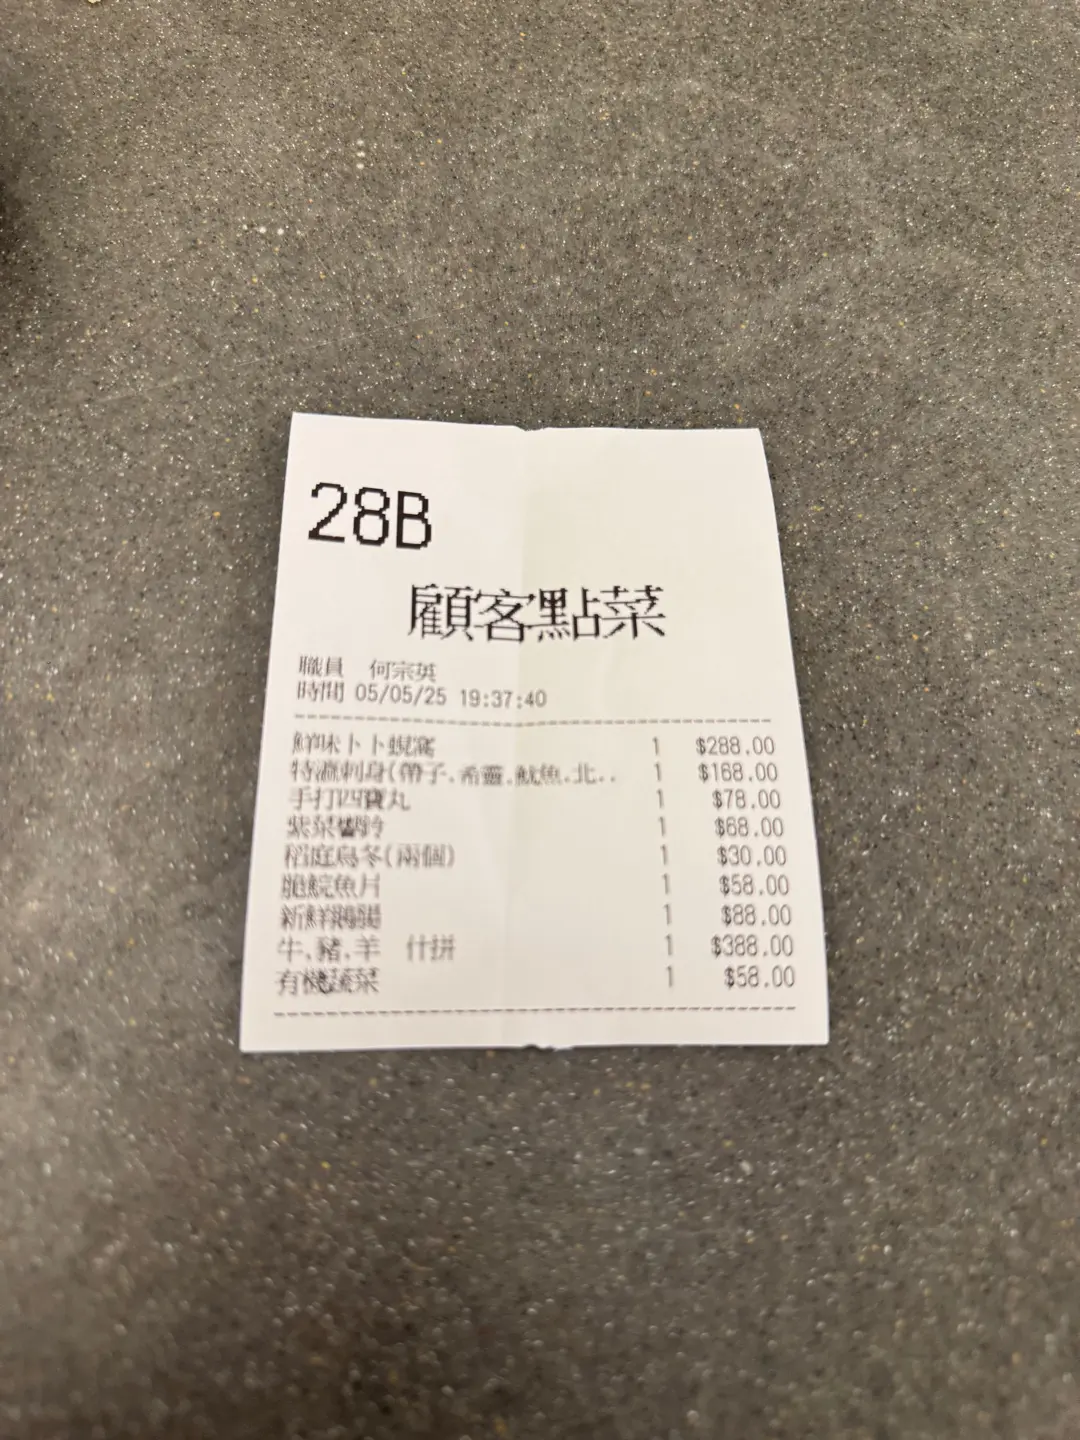 28B
顧客點菜
職員 何宗英
時間 05/05/25 19:37:40
鮮味卜卜蜆窩 1 $288.00
特激刺身(帶子.希靈.魷魚.北.. 1 $168.00
手打四寶丸 1 $78.00
紫菜響鈴 1 $68.00
稻庭烏冬(兩個) 1 $30.00
脆鯇魚片 1 $58.00
新鮮鵝腸 1 $88.00
牛.豬.羊 什拼 1 $388.00
有機蔬菜 1 $58.00